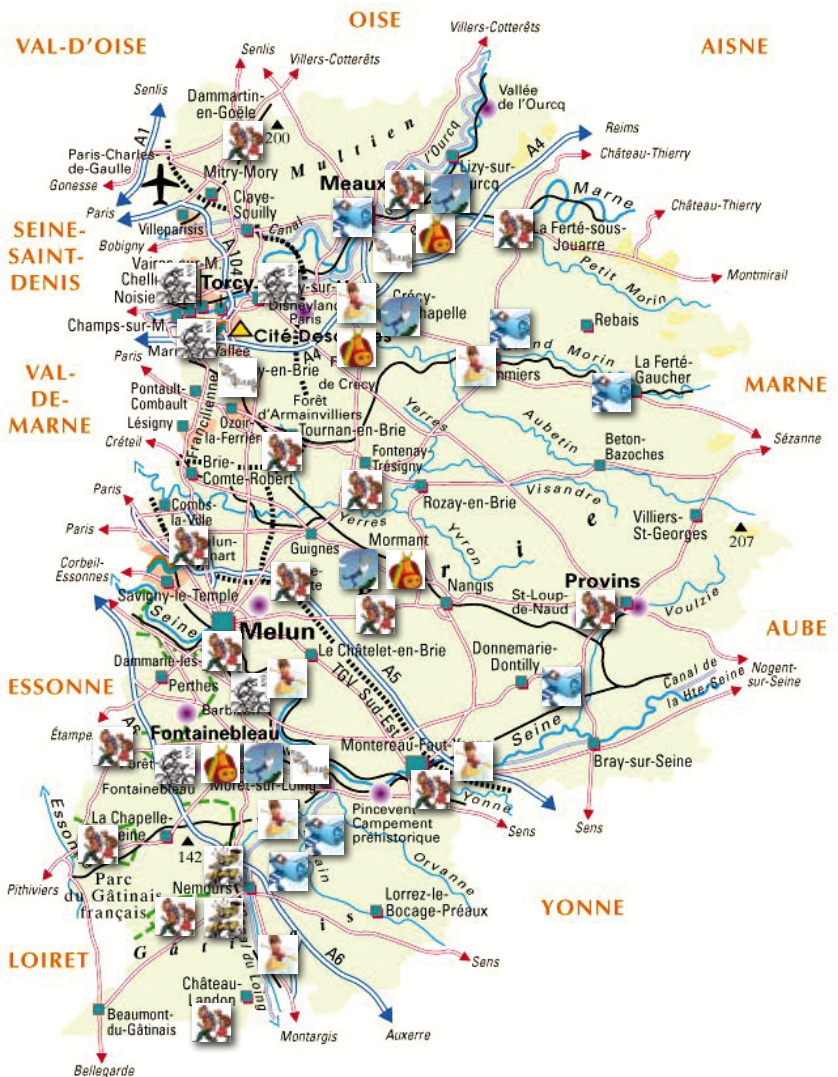 OISE
VAL-D'OISE
AISNE
Senlis
Villers-Cotterêts
Villers-Cotterêts
Senlis
Dammartin-
en-Goële
200
Vallée
de l'Ourcq
A1
Paris-Charles-
de-Gaulle
Gonesse
Mitry-Mory
Multien
l'Ourcq
A4
Reims
Château-Thierry
Meaux
Lizy-sur-
Marne
Château-Thierry
Paris
Villeparisis
Claye-
Souilly
Canal
La Ferté-sous-
Jouarre
Bobigny
SEINE-
SAINT-
DENIS
Petit Morin
Montmirail
Torcy
Disneyland
Paris
Crécy-
Rebais
Champs-sur-M.
A4
Paris
de Crécy
Morin
La Ferté-
Gaucher
VAL-
DE-
MARNE
MARNE
Pontault-
Combault
Lésigny
Créteil
Francilienne
Forêt
d'Armainvilliers
Ozoir-
la-Ferrière
Tournan-en-Brie
Yerres
Aubetin
Sézanne
Brie-
Comte-Robert
Fontenay-
Trésigny
Beton-
Bazoches
Paris
Paris
Combs-
la-Ville
Yerres
Rozay-en-Brie
Visandre
Villiers-
St-Georges
207
Guignes
Mormant
Yvron
Corbeil-
Essonnes
Savigny-le-Temple
Seine
Nangis
St-Loup-
de-Naud
Provins
Voulzie
Melun
AUBE
Dammarie-les-
Le Châtelet-en-Brie
A5
TGV Sud-Est
Donnemarie-
Dontilly
Canal de
la Hte Seine
Nogent-
sur-Seine
ESSONNE
Perthes
Étampes
A6
Fontainebleau
Montereau-Faut-
Seine
Bray-sur-Seine
Fontainebleau
Moret-sur-Loing
Yonne
Sens
Sens
Essonne
La Chapelle-
Pincevent
Campement
préhistorique
142
Orvanne
Pithiviers
Parc
du Gâtinais
français
Nemours
Lorrez-le-
Bocage-Préaux
YONNE
LOIRET
A6
Sens
Château-
Landon
Beaumont-
du-Gâtinais
Montargis
Auxerre
Bellegarde